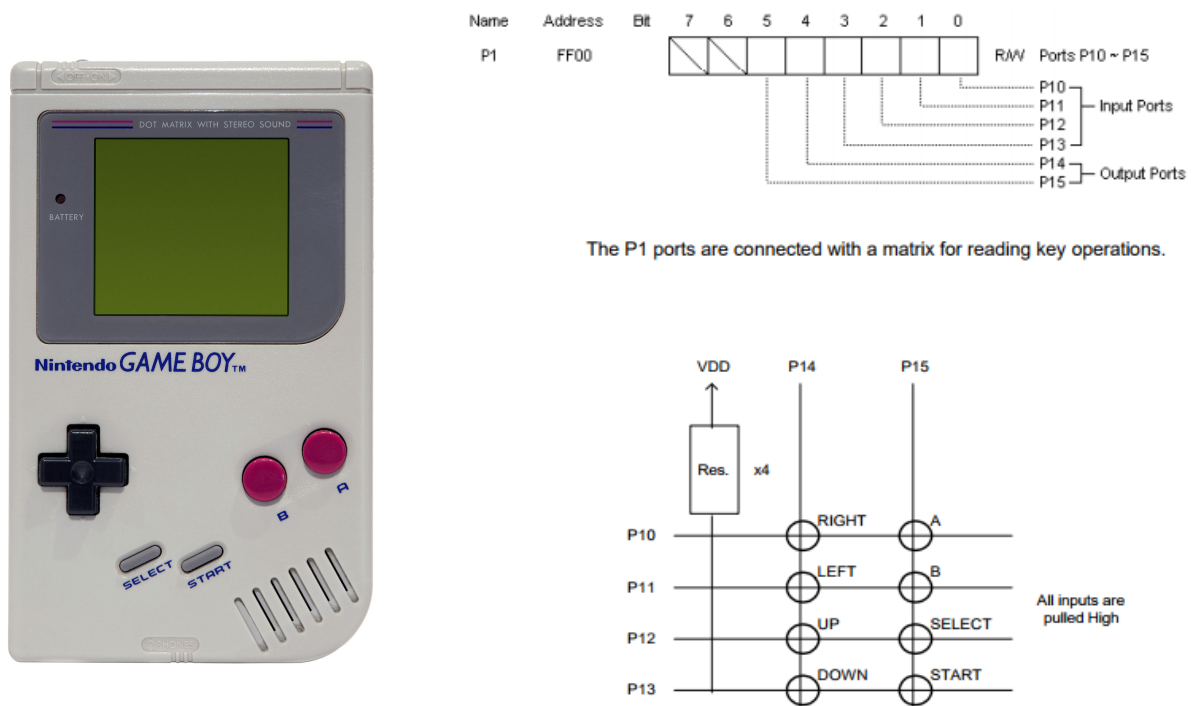 Name Address Bit 7 6 5 4 3 2 1 0
P1 FF00 R/W Ports P10 ~ P15
P10
P11 Input Ports
P12
P13
P14
P15 Output Ports
The P1 ports are connected with a matrix for reading key operations.
◁OFF•ON▷
DOT MATRIX WITH STEREO SOUND
BATTERY
Nintendo GAME BOY TM
B A
SELECT START
PHONES
VDD P14 P15
Res. x4
P10 RIGHT A
P11 LEFT B
P12 UP SELECT
P13 DOWN START
All inputs are
pulled High